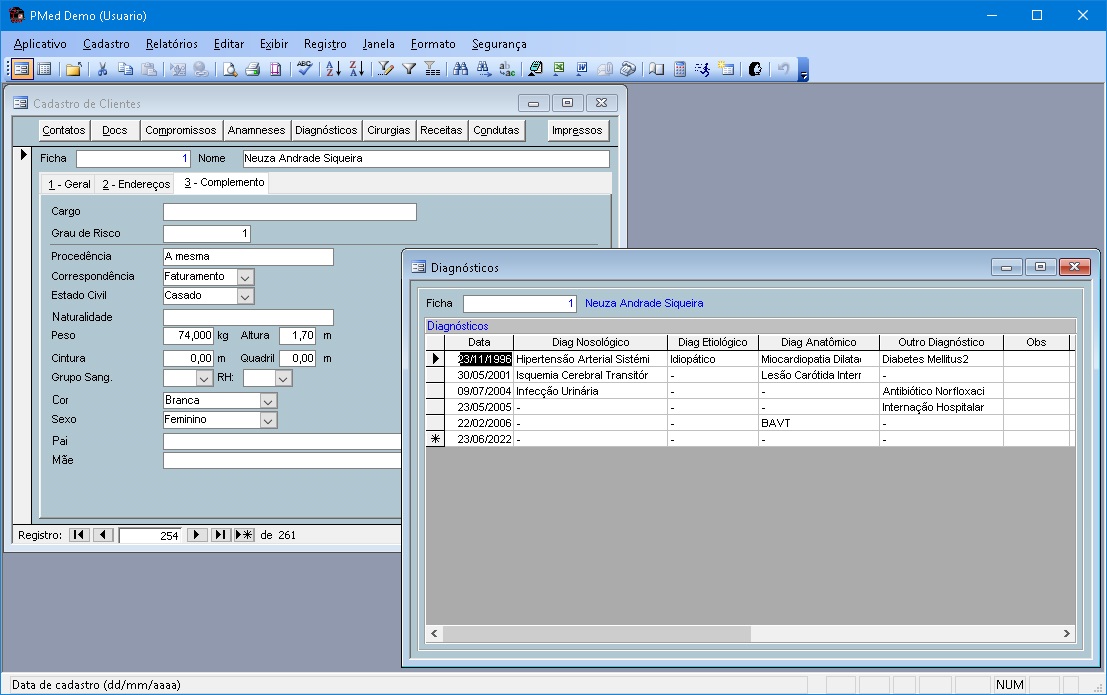 PMed Demo (Usuario)
Aplicativo Cadastro Relatórios Editar Exibir Registro Janela Formato Segurança
Cadastro de Clientes
Contatos Docs Compromissos Anamneses Diagnósticos Cirurgias Receitas Condutas Impressos
Ficha 1 Nome Neuza Andrade Siqueira
1 - Geral 2 - Endereços 3 - Complemento
Cargo
Grau de Risco 1
Procedência A mesma
Correspondência Faturamento
Estado Civil Casado
Naturalidade
Peso 74,000 kg Altura 1,70 m
Cintura 0,00 m Quadril 0,00 m
Grupo Sang. RH:
Cor Branca
Sexo Feminino
Pai
Mãe
Registro: 254 de 261
Diagnósticos
Ficha 1 Neuza Andrade Siqueira
Diagnósticos
Data Diag Nosológico Diag Etiológico Diag Anatômico Outro Diagnóstico Obs
23/11/1996 Hipertensão Arterial Sistémi Idiopático Miocardiopatia Dilata Diabetes Mellitus2
30/05/2001 Isquemia Cerebral Transitór - Lesão Carótida Interr -
09/07/2004 Infecção Urinária - - Antibiótico Norfloxaci
23/05/2005 - - - Internação Hospitalar
22/02/2006 - - BAVT -
23/06/2022 - - - -
Data de cadastro (dd/mm/aaaa) NUM